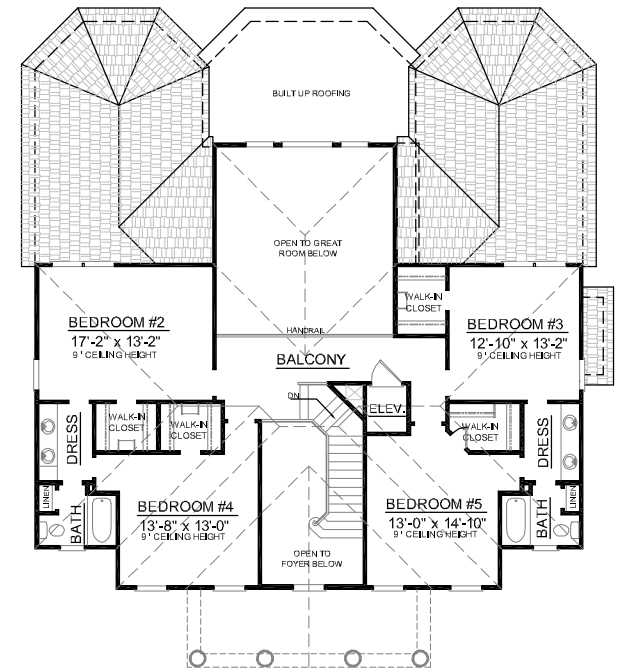 BUILT UP ROOFING
OPEN TO GREAT
ROOM BELOW
WALK-IN
CLOSET
BEDROOM #2
17'-2" x 13'-2"
9' CEILING HEIGHT
BEDROOM #3
12'-10" x 13'-2"
9' CEILING HEIGHT
HANDRAIL
BALCONY
DN
ELEV.
WALK-IN
CLOSET
WALK-IN
CLOSET
WALK-IN
CLOSET
DRESS
DRESS
LINEN
LINEN
BATH
BATH
BEDROOM #4
13'-8" x 13'-0"
9' CEILING HEIGHT
BEDROOM #5
13'-0" x 14'-10"
9' CEILING HEIGHT
OPEN TO
FOYER BELOW